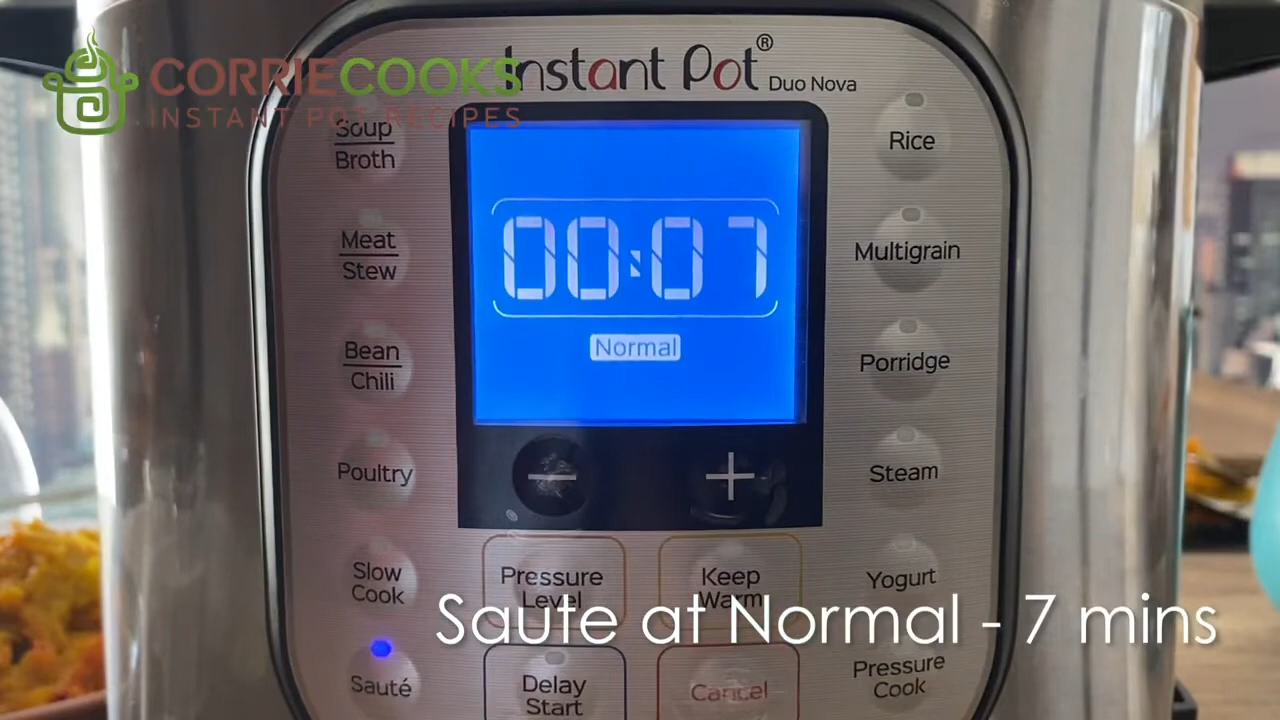 CORRIECOOKS
INSTANT POT RECIPES
Instant Pot®
Duo Nova
Soup
Broth
Rice
00:07
Normal
Meat
Stew
Multigrain
Bean
Chili
Porridge
Poultry
Steam
Slow
Cook
Pressure
Level
Keep
Warm
Yogurt
Saute at Normal - 7 mins
Sauté
Delay
Start
Cancel
Pressure
Cook